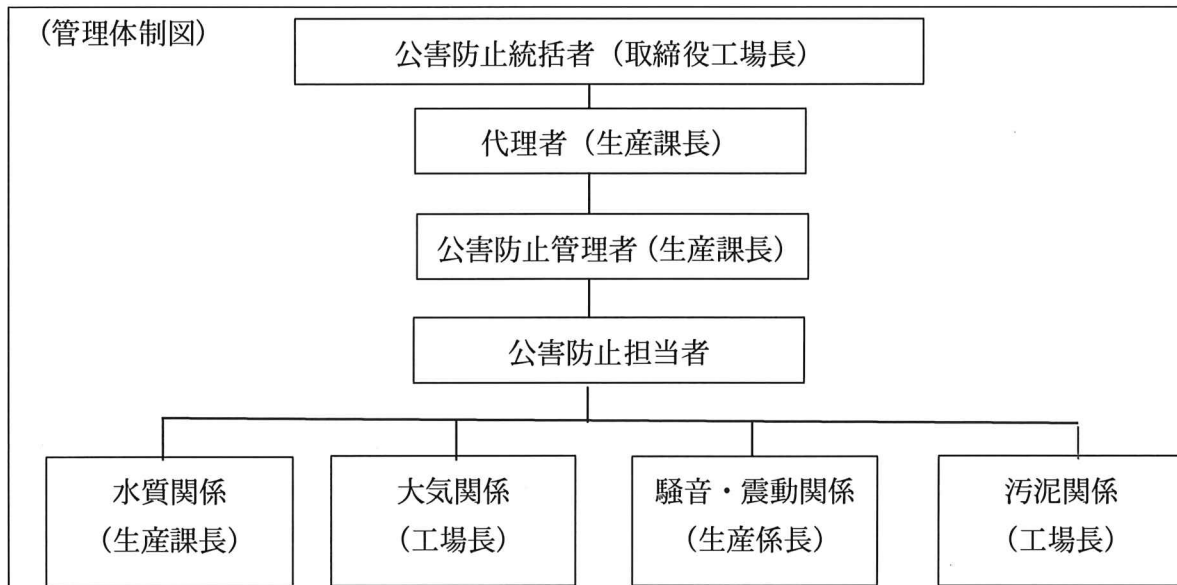 (管理体制図)
公害防止統括者(取締役工場長)
代理者(生産課長)
公害防止管理者(生産課長)
公害防止担当者
水質関係
(生産課長)
大気関係
(工場長)
騒音・震動関係
(生産係長)
汚泥関係
(工場長)